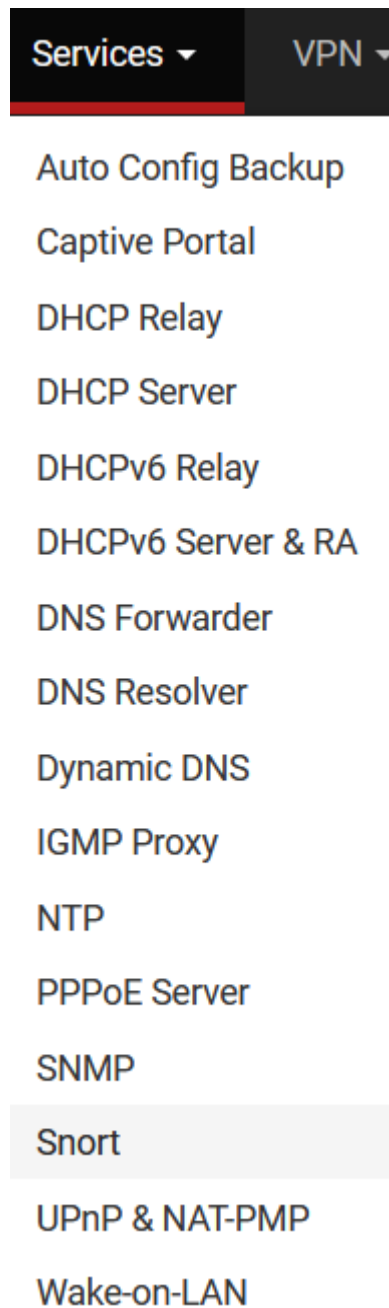 Services VPN
Auto Config Backup
Captive Portal
DHCP Relay
DHCP Server
DHCPv6 Relay
DHCPv6 Server & RA
DNS Forwarder
DNS Resolver
Dynamic DNS
IGMP Proxy
NTP
PPPoE Server
SNMP
Snort
UPnP & NAT-PMP
Wake-on-LAN